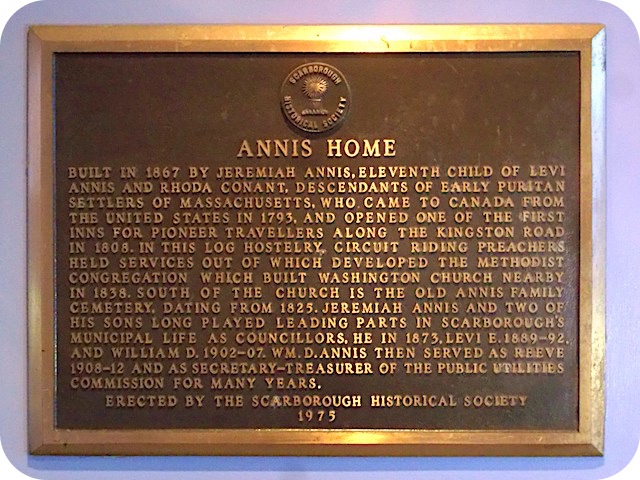 SCARBOROUGH
HISTORICAL SOCIETY
ANNIS HOME
BUILT IN 1867 BY JEREMIAH ANNIS, ELEVENTH CHILD OF LEVI
ANNIS AND RHODA CONANT, DESCENDANTS OF EARLY PURITAN
SETTLERS OF MASSACHUSETTS, WHO CAME TO CANADA FROM
THE UNITED STATES IN 1793, AND OPENED ONE OF THE FIRST
INNS FOR PIONEER TRAVELLERS ALONG THE KINGSTON ROAD
IN 1808. IN THIS LOG HOSTELRY, CIRCUIT RIDING PREACHERS
HELD SERVICES OUT OF WHICH DEVELOPED THE METHODIST
CONGREGATION WHICH BUILT WASHINGTON CHURCH NEARBY
IN 1838. SOUTH OF THE CHURCH IS THE OLD ANNIS FAMILY
CEMETERY, DATING FROM 1825. JEREMIAH ANNIS AND TWO OF
HIS SONS LONG PLAYED LEADING PARTS IN SCARBOROUGH'S
MUNICIPAL LIFE AS COUNCILLORS, HE IN 1873, LEVI E. 1889-92,
AND WILLIAM D. 1902-07. WM. D. ANNIS THEN SERVED AS REEVE
1908-12 AND AS SECRETARY-TREASURER OF THE PUBLIC UTILITIES
COMMISSION FOR MANY YEARS.
ERECTED BY THE SCARBOROUGH HISTORICAL SOCIETY
1975